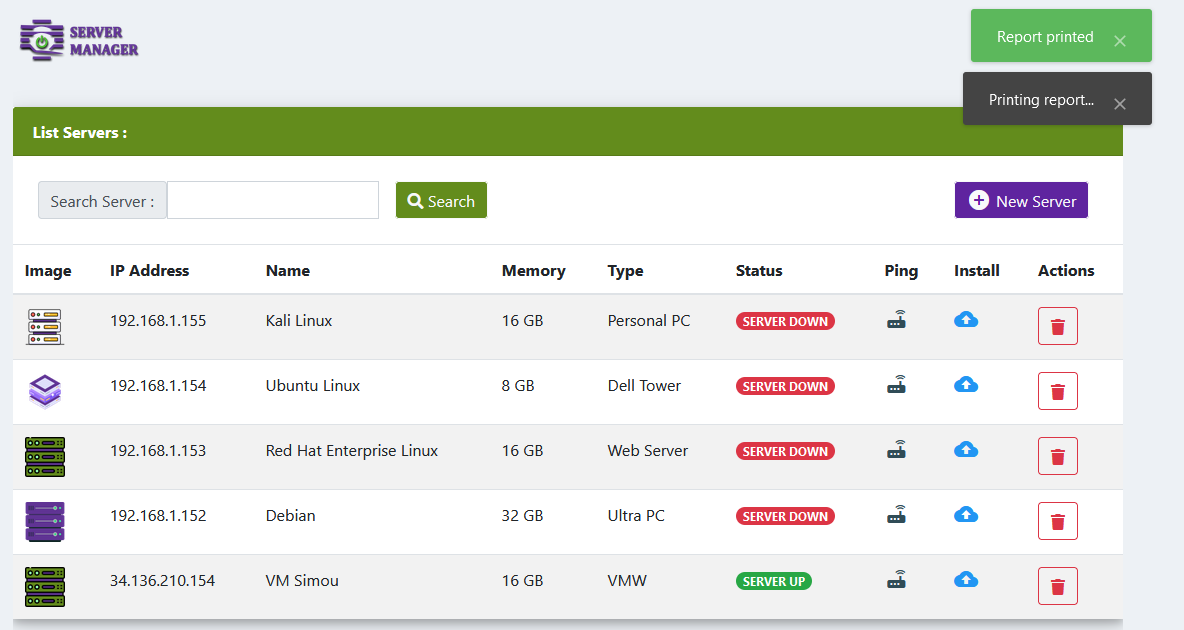 SERVER
MANAGER
Report printed
Printing report...
List Servers :
Search Server : Search New Server
Image IP Address Name Memory Type Status Ping Install Actions
192.168.1.155 Kali Linux 16 GB Personal PC SERVER DOWN
192.168.1.154 Ubuntu Linux 8 GB Dell Tower SERVER DOWN
192.168.1.153 Red Hat Enterprise Linux 16 GB Web Server SERVER DOWN
192.168.1.152 Debian 32 GB Ultra PC SERVER DOWN
34.136.210.154 VM Simou 16 GB VMW SERVER UP